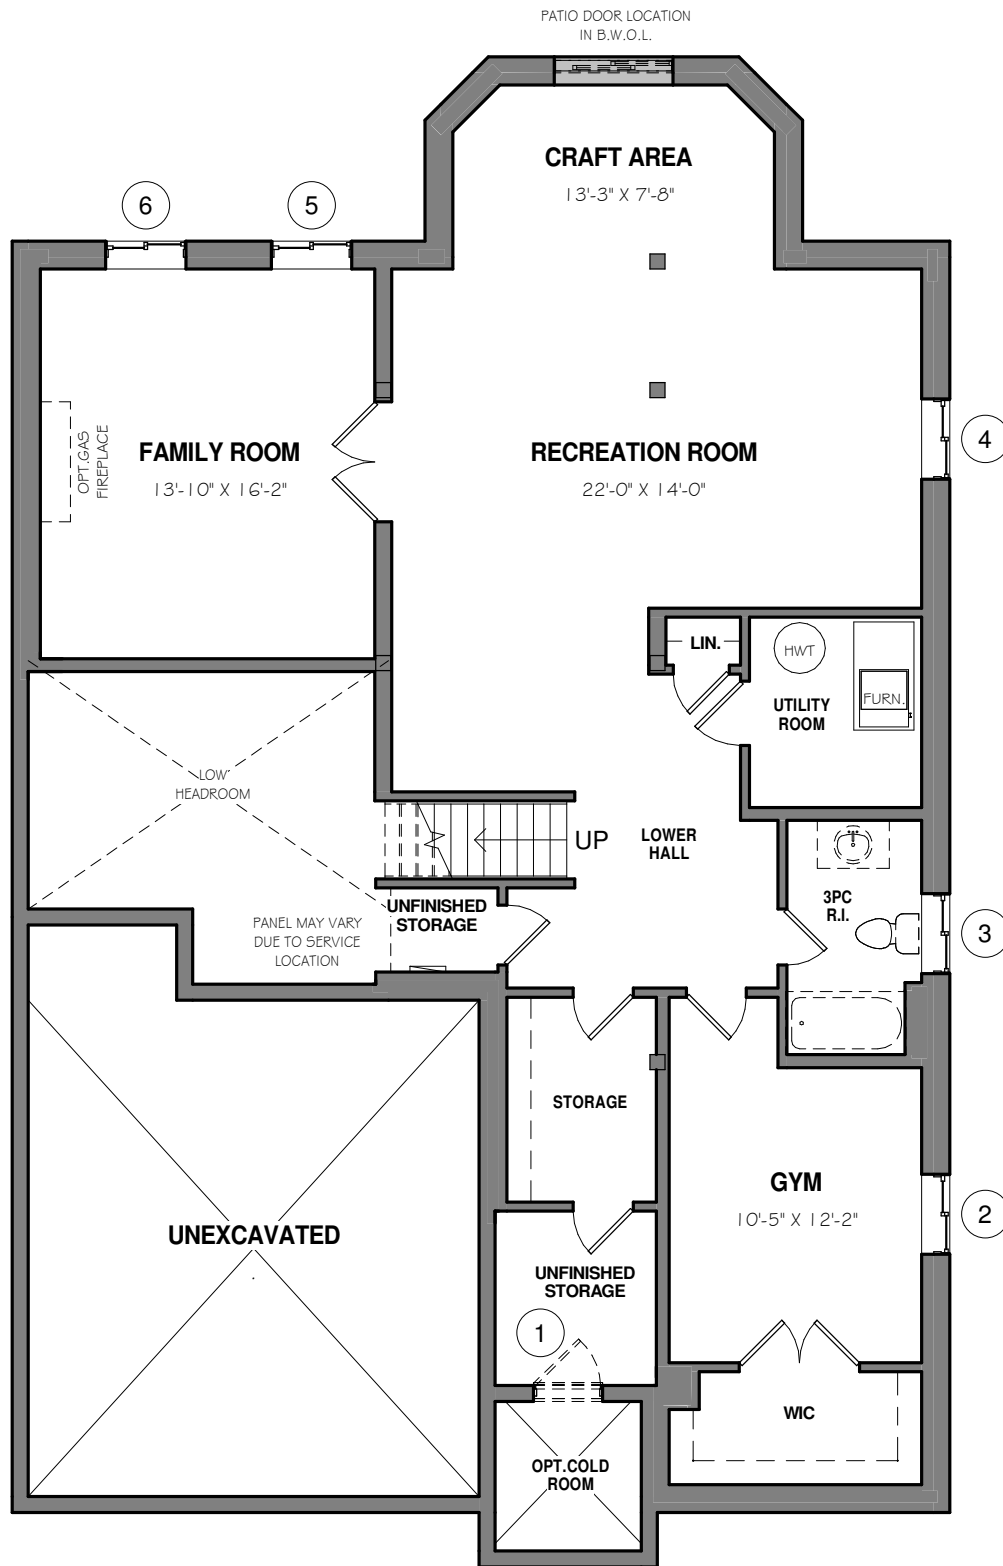 PATIO DOOR LOCATION
IN B.W.O.L.
CRAFT AREA
13'-3" X 7'-8"
6
5
4
OPT.GAS
FIREPLACE
FAMILY ROOM
13'-10" X 16'-2"
RECREATION ROOM
22'-0" X 14'-0"
LIN.
HWT
FURN.
UTILITY
ROOM
LOW
HEADROOM
UP
LOWER
HALL
3PC
R.I.
UNFINISHED
STORAGE
PANEL MAY VARY
DUE TO SERVICE
LOCATION
3
STORAGE
GYM
10'-5" X 12'-2"
2
UNEXCAVATED
UNFINISHED
STORAGE
1
WIC
OPT.COLD
ROOM